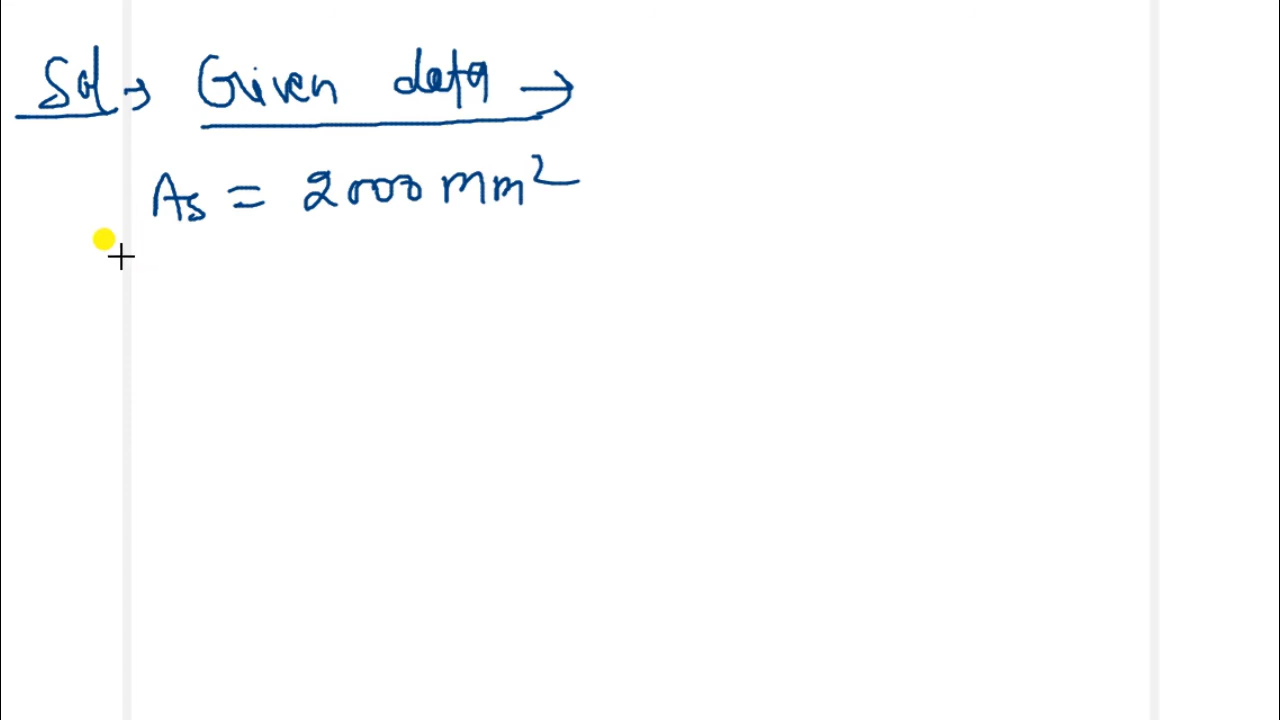 Sol → Given data →
As = 2000 mm²